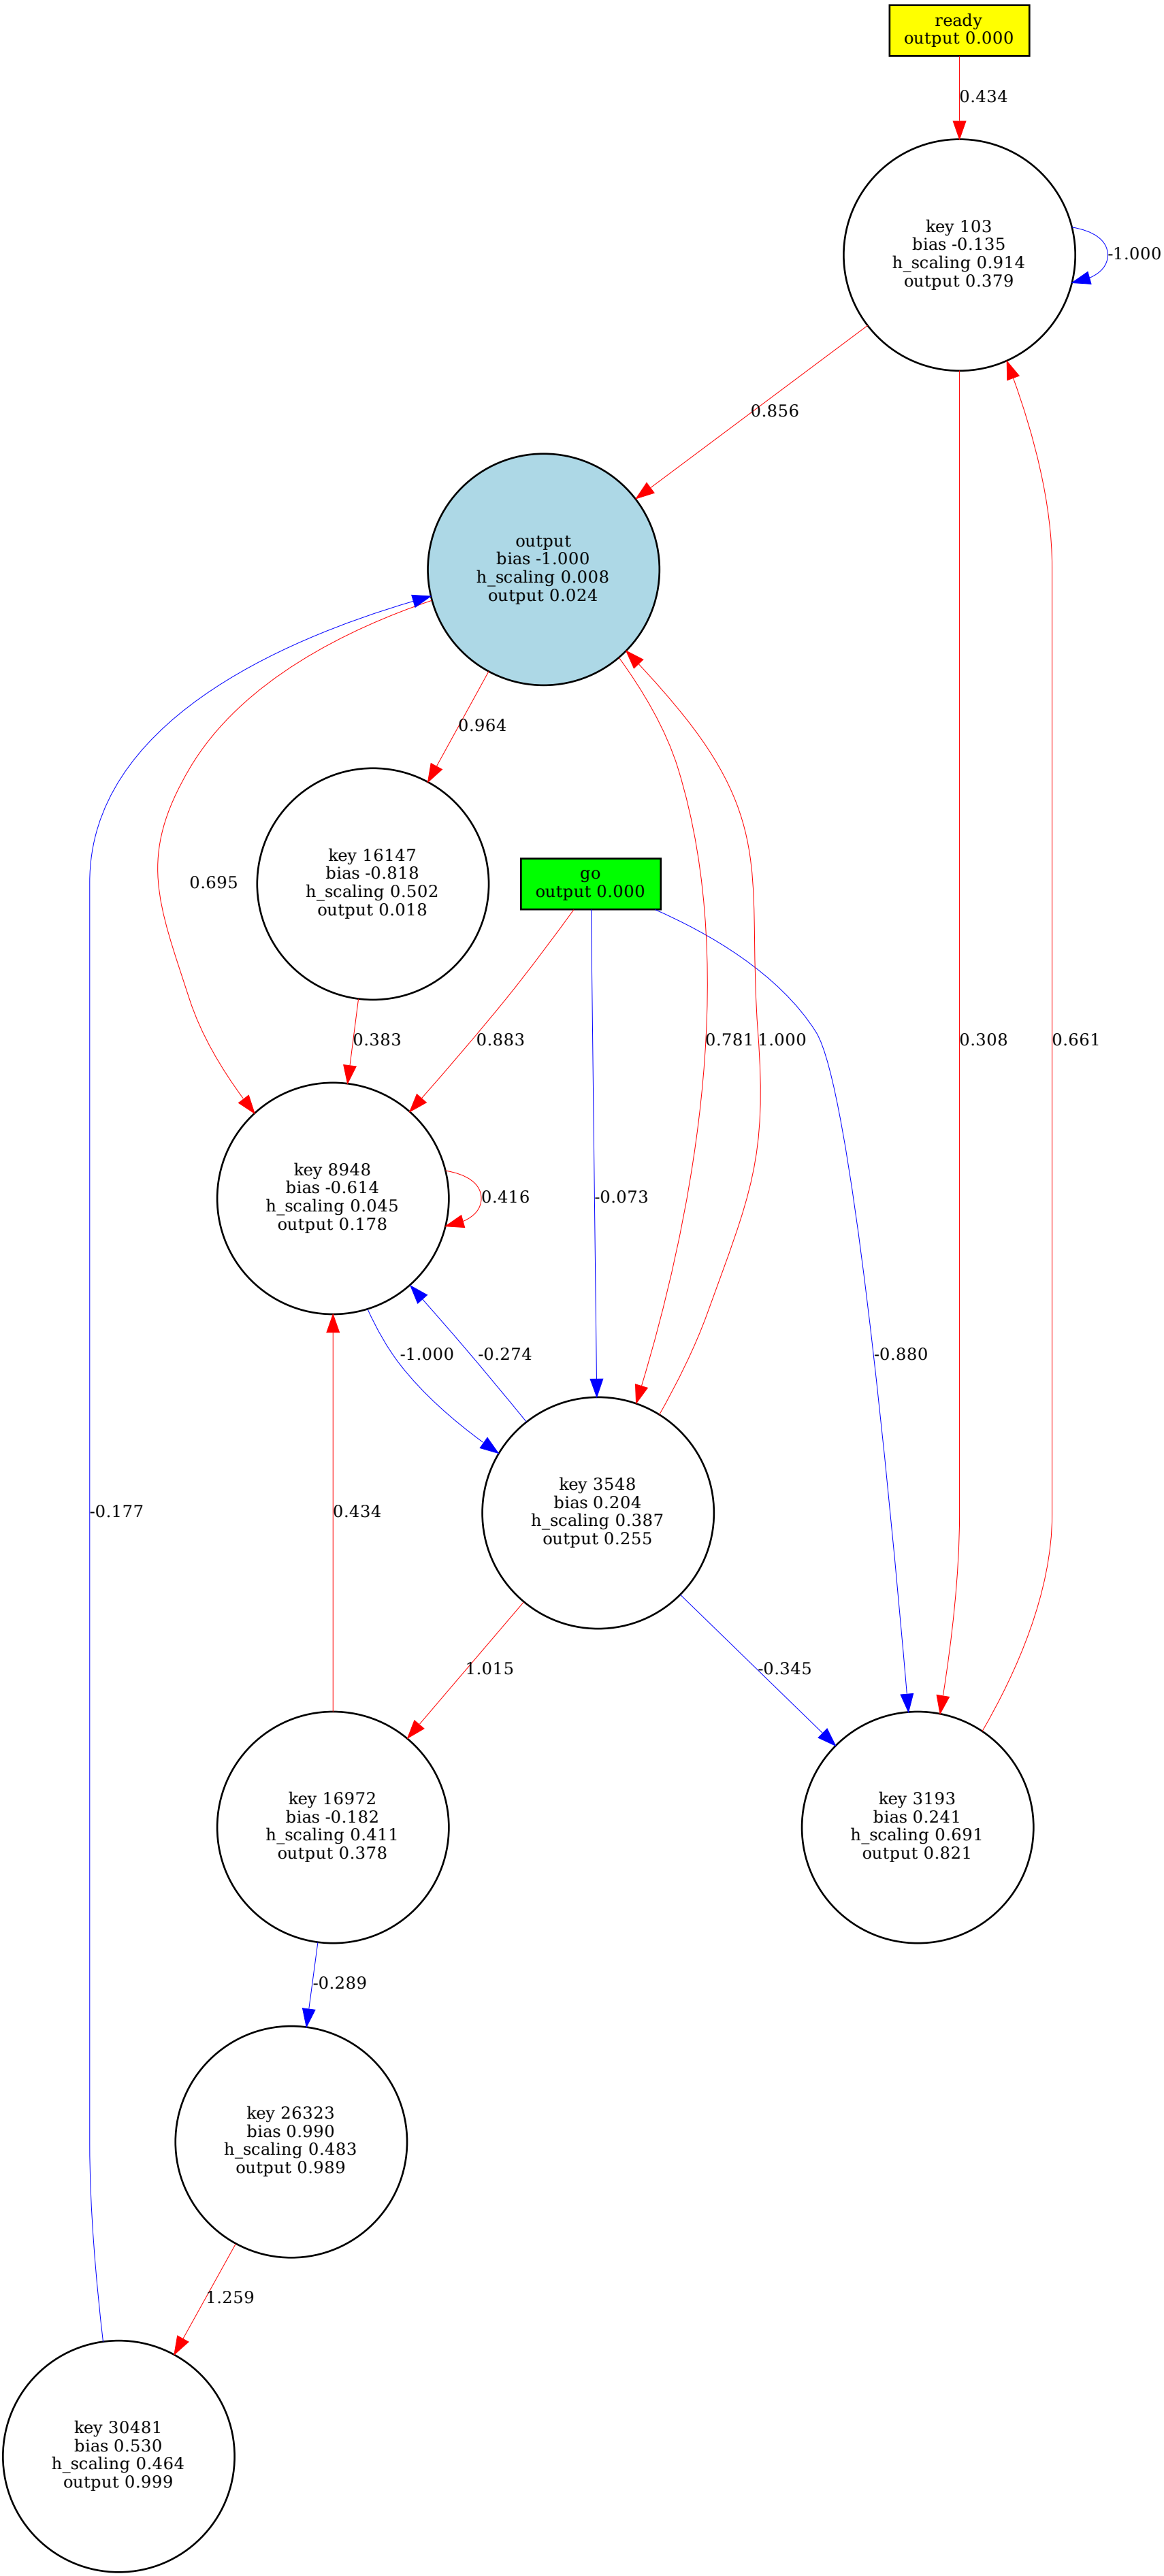 ready
output 0.000
0.434
key 103
bias -0.135
h_scaling 0.914
output 0.379
-1.000
0.856
output
bias -1.000
h_scaling 0.008
output 0.024
0.964
key 16147
bias -0.818
h_scaling 0.502
output 0.018
go
output 0.000
0.695
0.383
0.883
0.781
1.000
0.308
0.661
key 8948
bias -0.614
h_scaling 0.045
output 0.178
0.416
-0.073
-1.000
-0.274
-0.880
key 3548
bias 0.204
h_scaling 0.387
output 0.255
-0.177
0.434
1.015
-0.345
key 16972
bias -0.182
h_scaling 0.411
output 0.378
key 3193
bias 0.241
h_scaling 0.691
output 0.821
-0.289
key 26323
bias 0.990
h_scaling 0.483
output 0.989
1.259
key 30481
bias 0.530
h_scaling 0.464
output 0.999